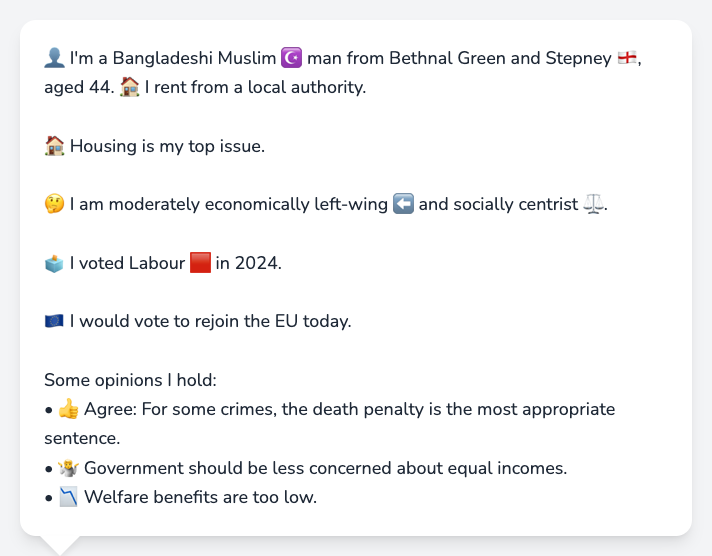 👤 I'm a Bangladeshi Muslim ☪️ man from Bethnal Green and Stepney 🏴󠁧󠁢󠁥󠁮󠁧󠁿,
aged 44. 🏠 I rent from a local authority.
🏠 Housing is my top issue.
🤔 I am moderately economically left-wing ⬅️ and socially centrist ⚖️.
🗳️ I voted Labour 🟥 in 2024.
🇪🇺 I would vote to rejoin the EU today.
Some opinions I hold:
• 👍 Agree: For some crimes, the death penalty is the most appropriate
sentence.
• 🤷 Government should be less concerned about equal incomes.
• 📉 Welfare benefits are too low.